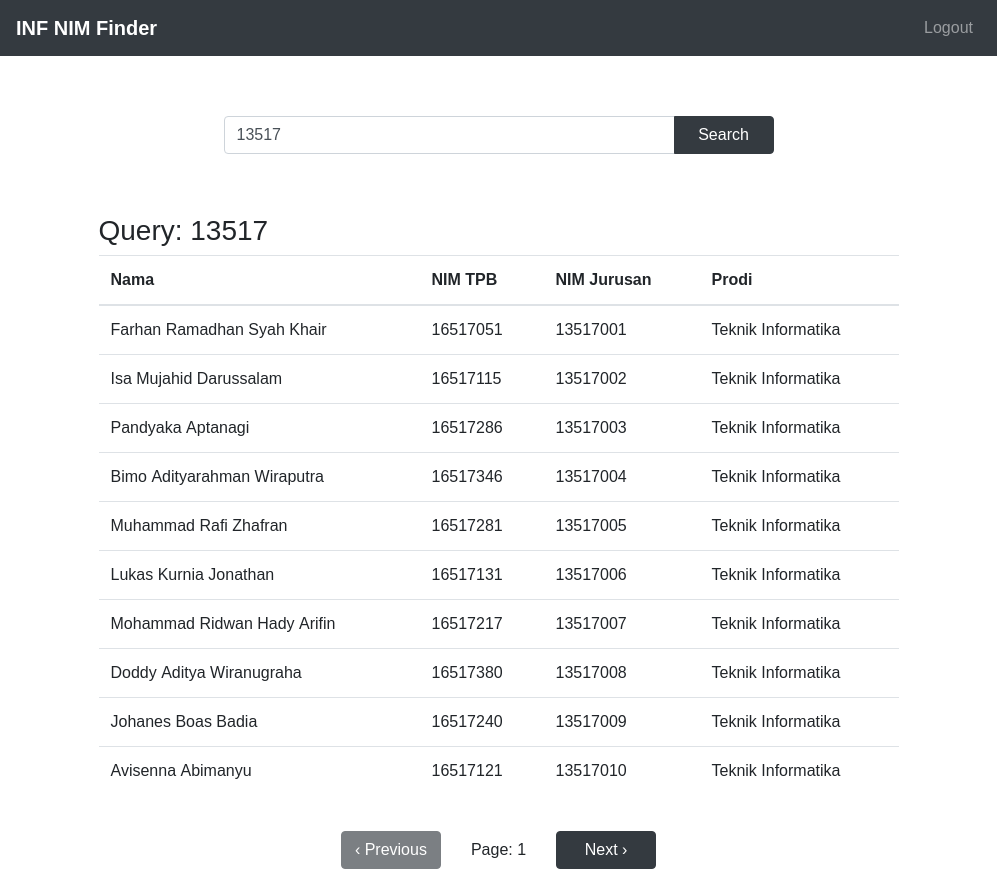 INF NIM Finder Logout
13517 Search
Query: 13517
Nama NIM TPB NIM Jurusan Prodi
Farhan Ramadhan Syah Khair 16517051 13517001 Teknik Informatika
Isa Mujahid Darussalam 16517115 13517002 Teknik Informatika
Pandyaka Aptanagi 16517286 13517003 Teknik Informatika
Bimo Adityarahman Wiraputra 16517346 13517004 Teknik Informatika
Muhammad Rafi Zhafran 16517281 13517005 Teknik Informatika
Lukas Kurnia Jonathan 16517131 13517006 Teknik Informatika
Mohammad Ridwan Hady Arifin 16517217 13517007 Teknik Informatika
Doddy Aditya Wiranugraha 16517380 13517008 Teknik Informatika
Johanes Boas Badia 16517240 13517009 Teknik Informatika
Avisenna Abimanyu 16517121 13517010 Teknik Informatika
‹ Previous Page: 1 Next ›